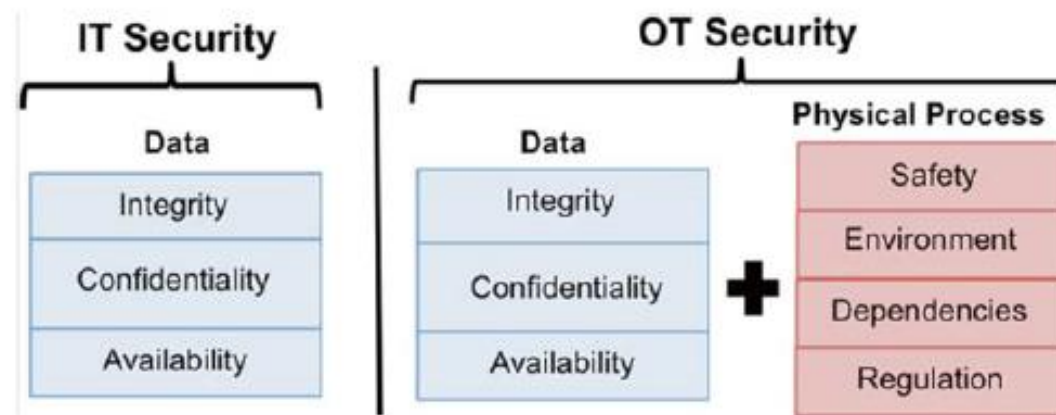 IT Security
Data
Integrity
Confidentiality
Availability
OT Security
Data
Integrity
Confidentiality
Availability
Physical Process
Safety
Environment
Dependencies
Regulation